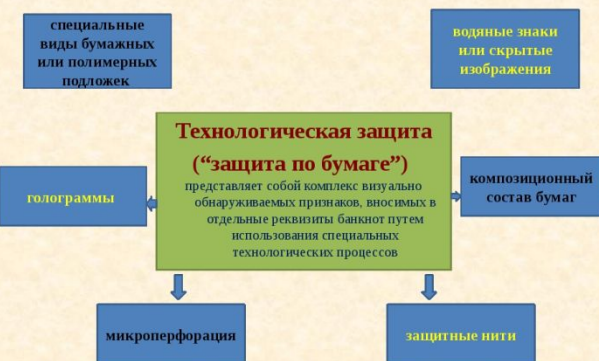 специальные
виды бумажных
или полимерных
подложек
водяные знаки
или скрытые
изображения
Технологическая защита
(“защита по бумаге”)
представляет собой комплекс визуально
обнаруживаемых признаков, вносимых в
отдельные реквизиты банкнот путем
использования специальных
технологических процессов
голограммы
композиционный
состав бумаг
микроперфорация
защитные нити